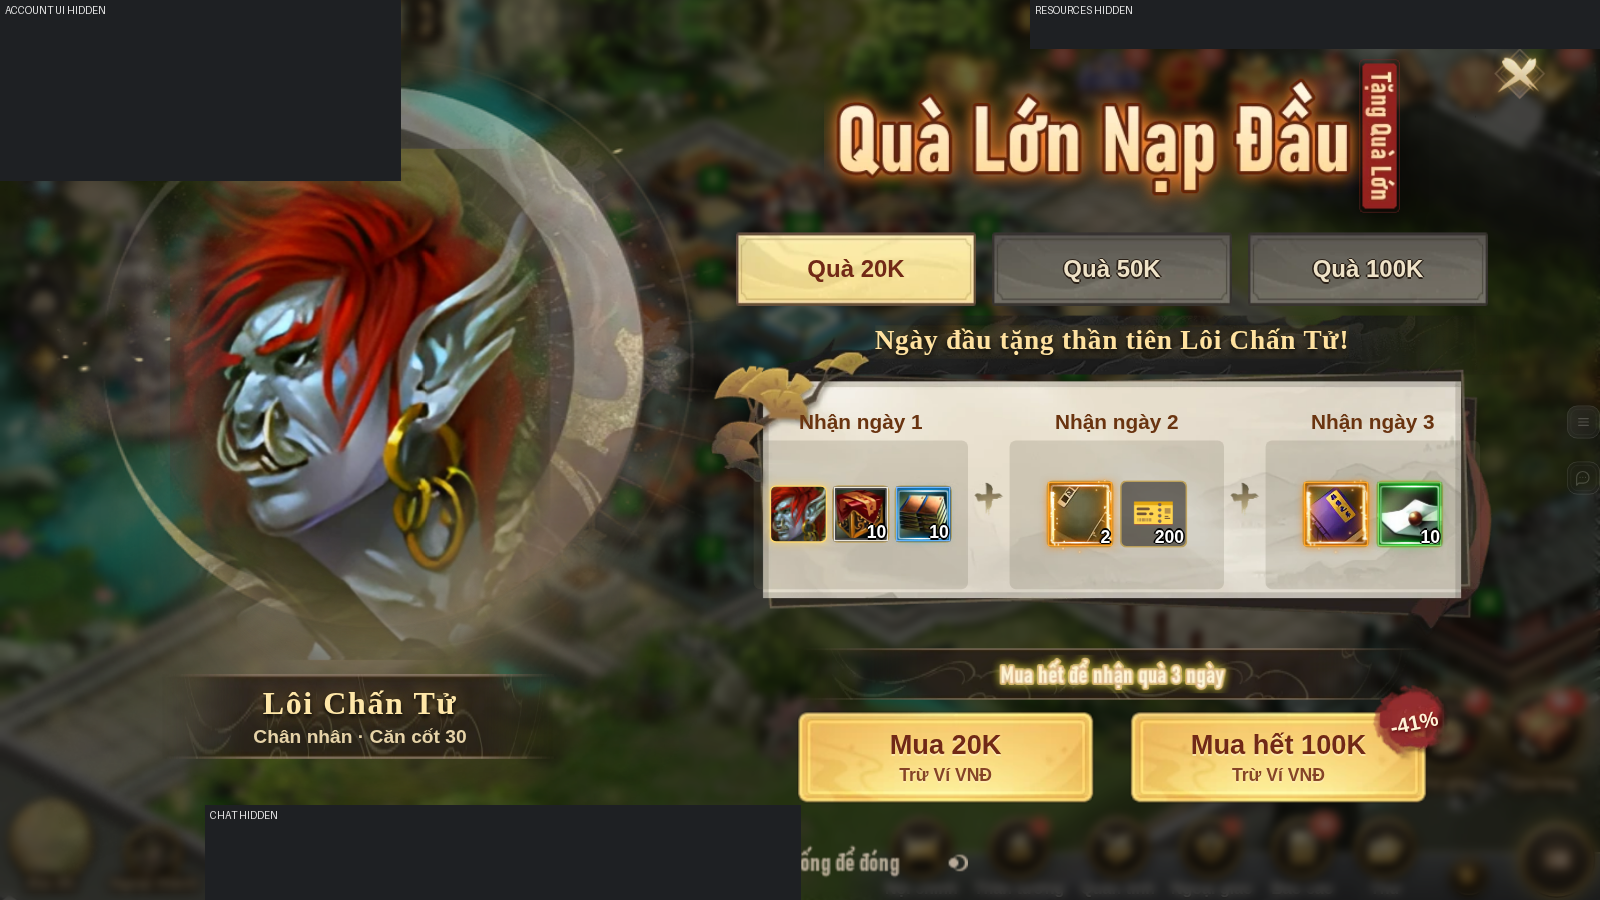 ACCOUNT UI HIDDEN
RESOURCES HIDDEN
Quà Lớn Nạp Đầu
Tặng Quà Lớn
Quà 20K
Quà 50K
Quà 100K
Ngày đầu tặng thần tiên Lôi Chấn Tử!
Nhận ngày 1
Nhận ngày 2
Nhận ngày 3
10
10
2
200
10
Lôi Chấn Tử
Chân nhân · Căn cốt 30
Mua hết để nhận quà 3 ngày
-41%
Mua 20K
Trừ Ví VNĐ
Mua hết 100K
Trừ Ví VNĐ
CHAT HIDDEN
ống để đóng